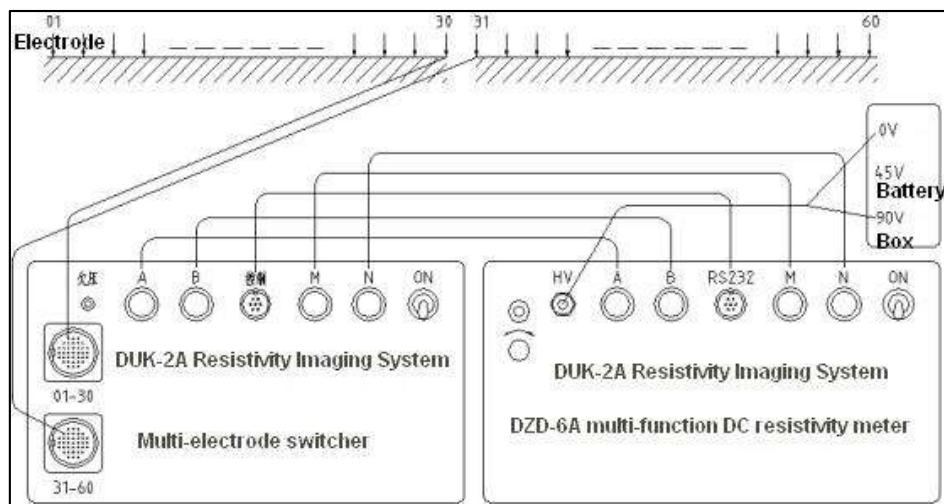 01 30 31 60
Electrode
0V
45V
Battery
90V
Box
欠压 A B 控制 M N ON
HV A B RS232 M N ON
DUK-2A Resistivity Imaging System
01-30
Multi-electrode switcher
31-60
DUK-2A Resistivity Imaging System
DZD-6A multi-function DC resistivity meter